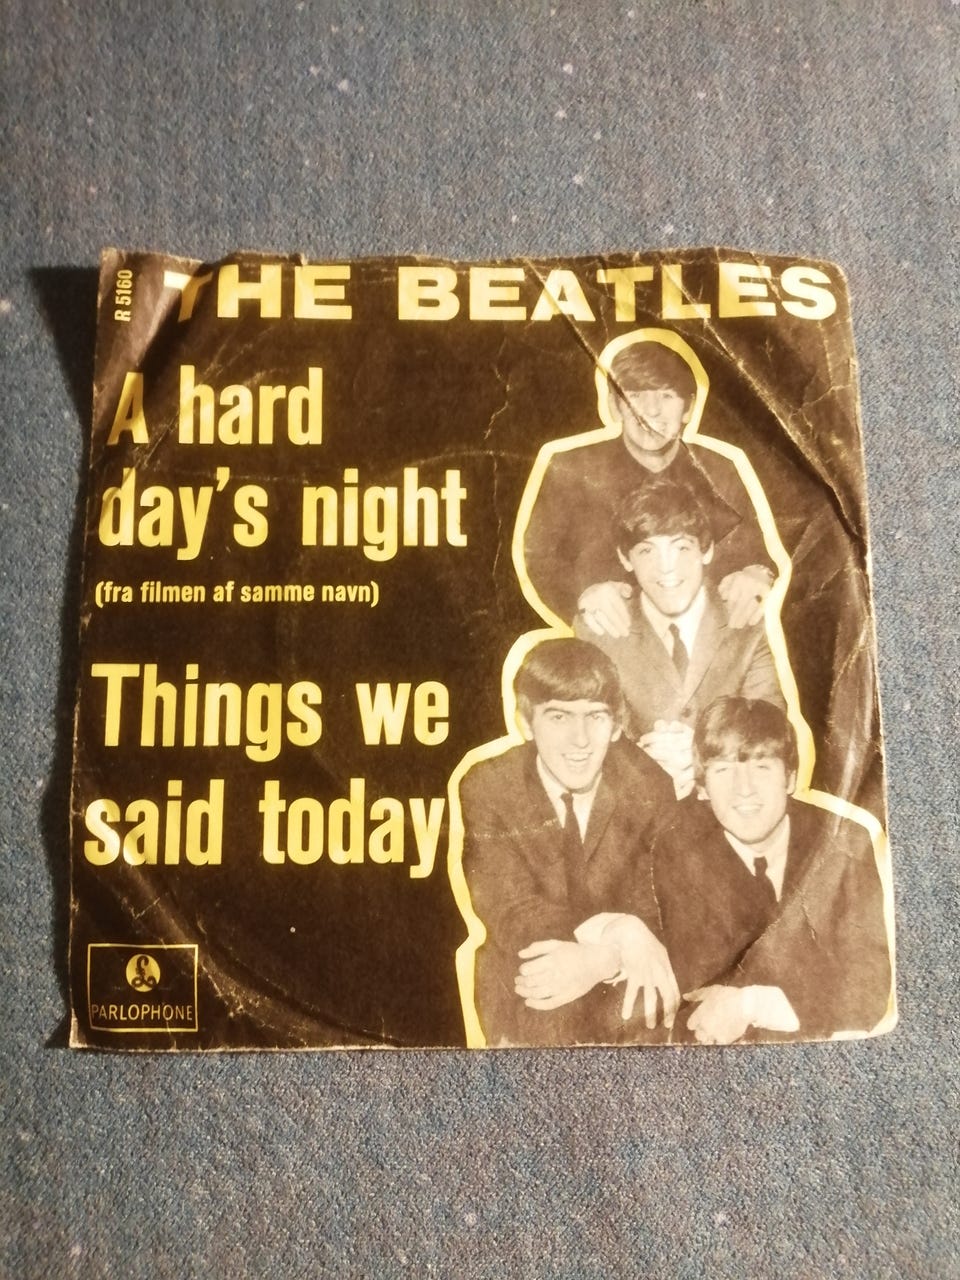 R 5160
THE BEATLES
A hard
day's night
(fra filmen af samme navn)
Things we
said today
PARLOPHONE